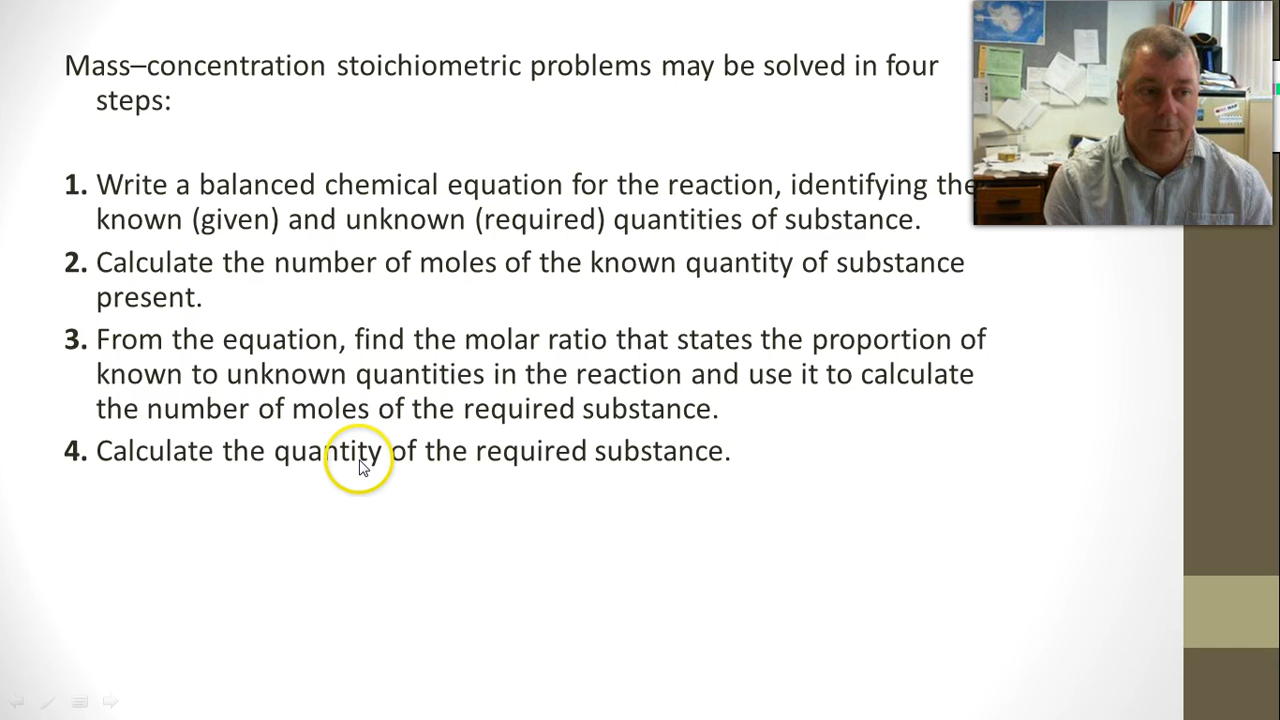 Mass–concentration stoichiometric problems may be solved in four
steps:
1. Write a balanced chemical equation for the reaction, identifying the
known (given) and unknown (required) quantities of substance.
2. Calculate the number of moles of the known quantity of substance
present.
3. From the equation, find the molar ratio that states the proportion of
known to unknown quantities in the reaction and use it to calculate
the number of moles of the required substance.
4. Calculate the quantity of the required substance.